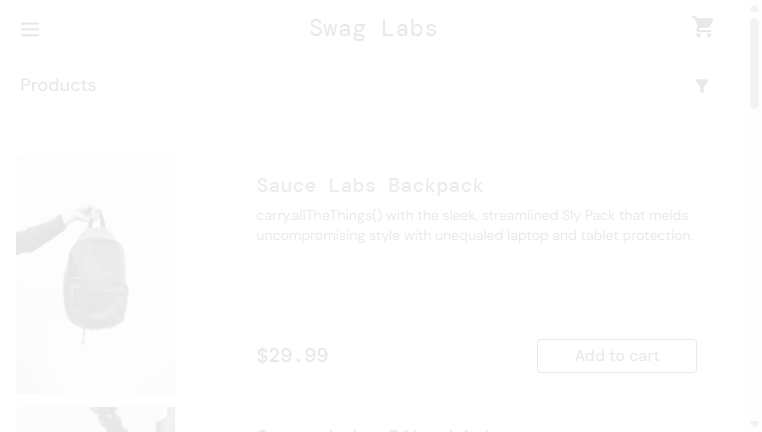 Swag Labs
Products
Sauce Labs Backpack
carry.allTheThings() with the sleek, streamlined Sly Pack that melds
uncompromising style with unequaled laptop and tablet protection.
$29.99
Add to cart